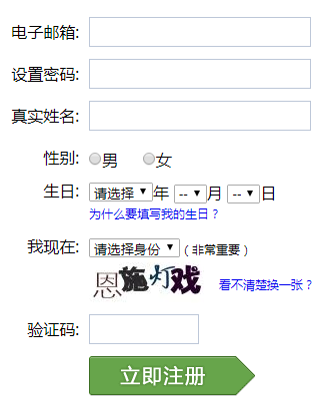 电子邮箱:
设置密码:
真实姓名:
性别: 男 女
生日: 请选择 年 -- 月 -- 日
为什么要填写我的生日？
我现在: 请选择身份 (非常重要)
恩施灯戏 看不清楚换一张？
验证码:
立即注册